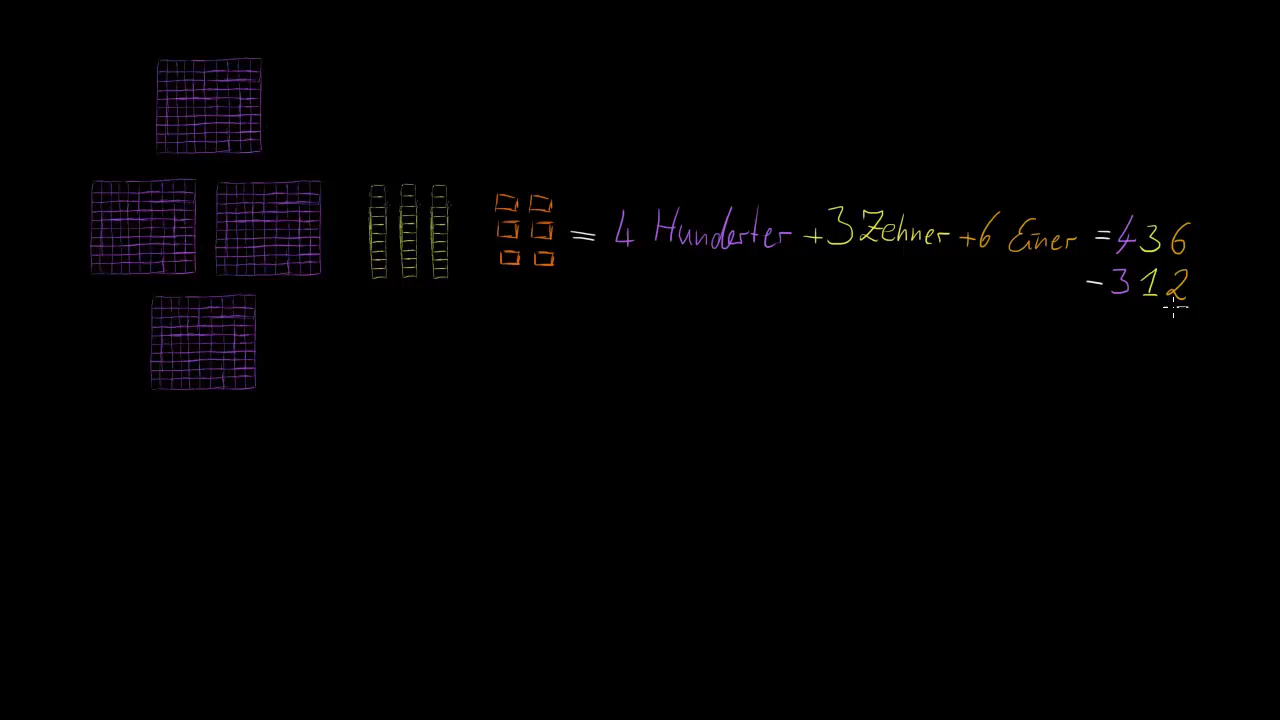 = 4 Hunderter + 3 Zehner + 6 Einer = 436
- 312